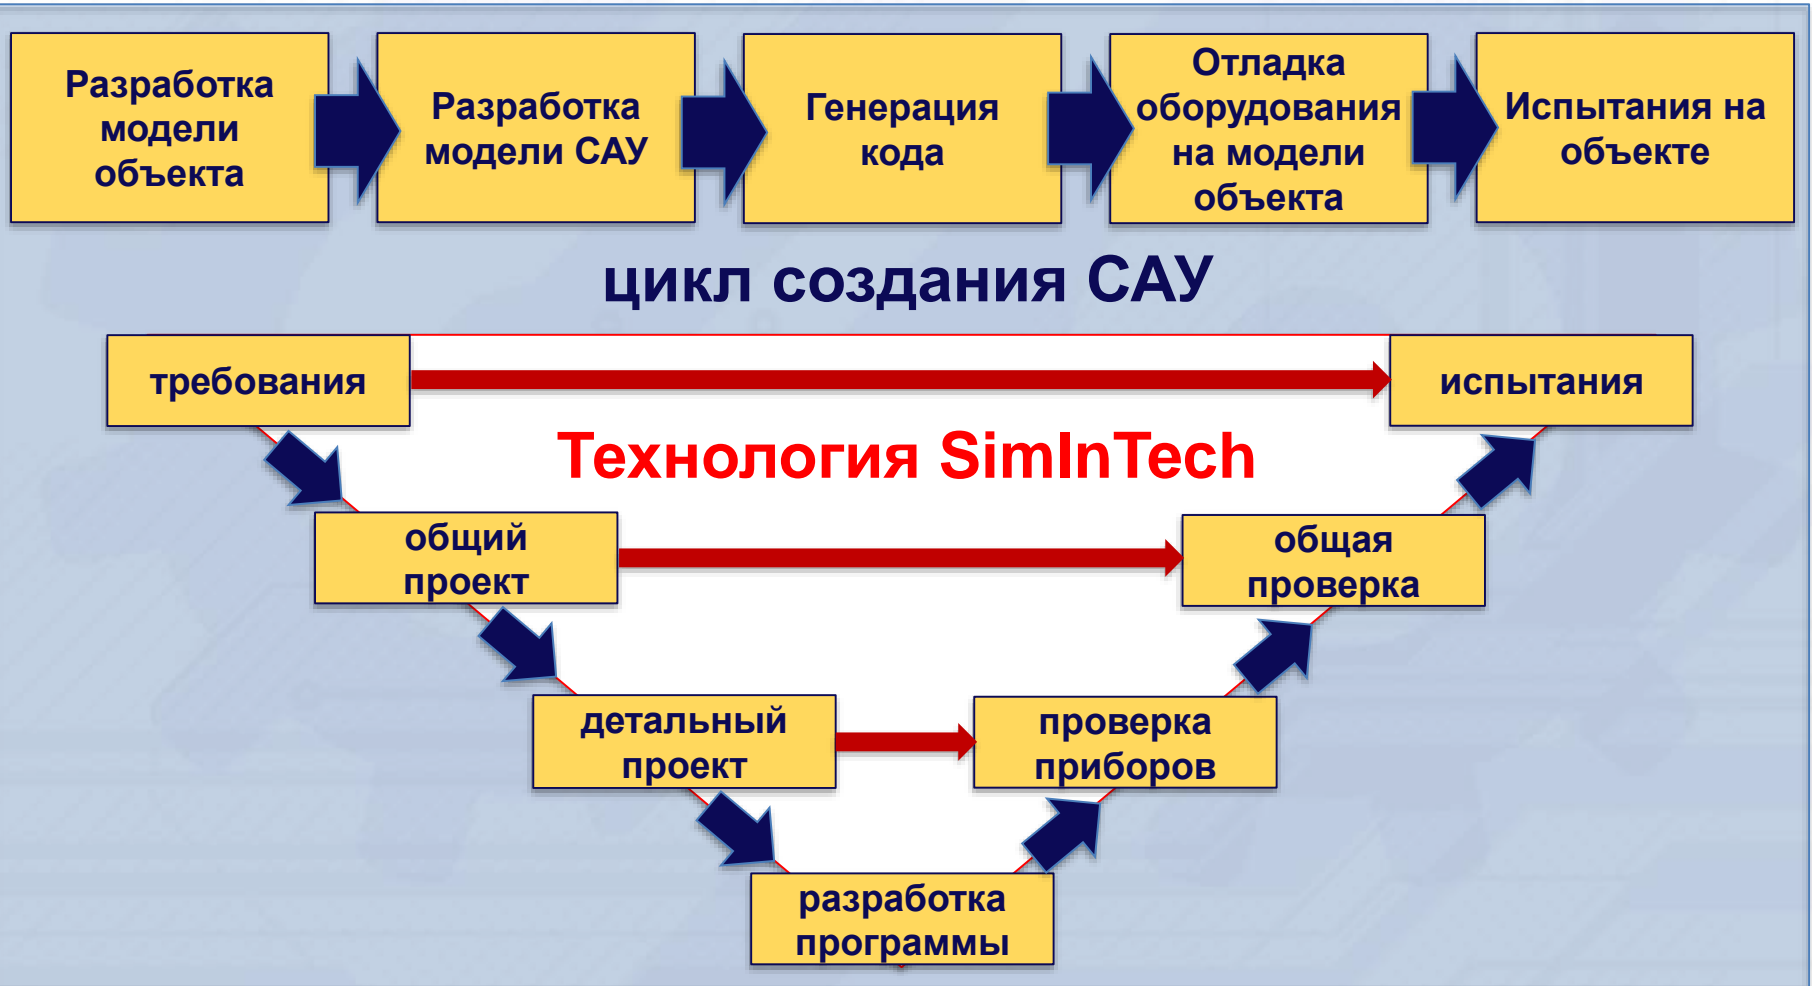 Разработка
модели
объекта
Разработка
модели САУ
Генерация
кода
Отладка
оборудования
на модели
объекта
Испытания на
объекте
цикл создания САУ
требования
испытания
Технология SimInTech
общий
проект
общая
проверка
детальный
проект
проверка
приборов
разработка
программы